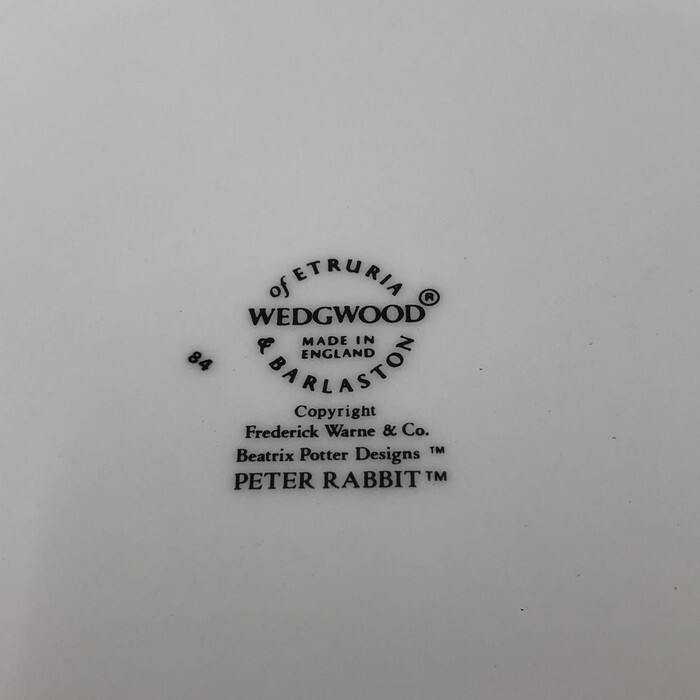 of ETRURIA
WEDGWOOD®
MADE IN
ENGLAND
& BARLASTON
84
Copyright
Frederick Warne & Co.
Beatrix Potter Designs ™
PETER RABBIT™